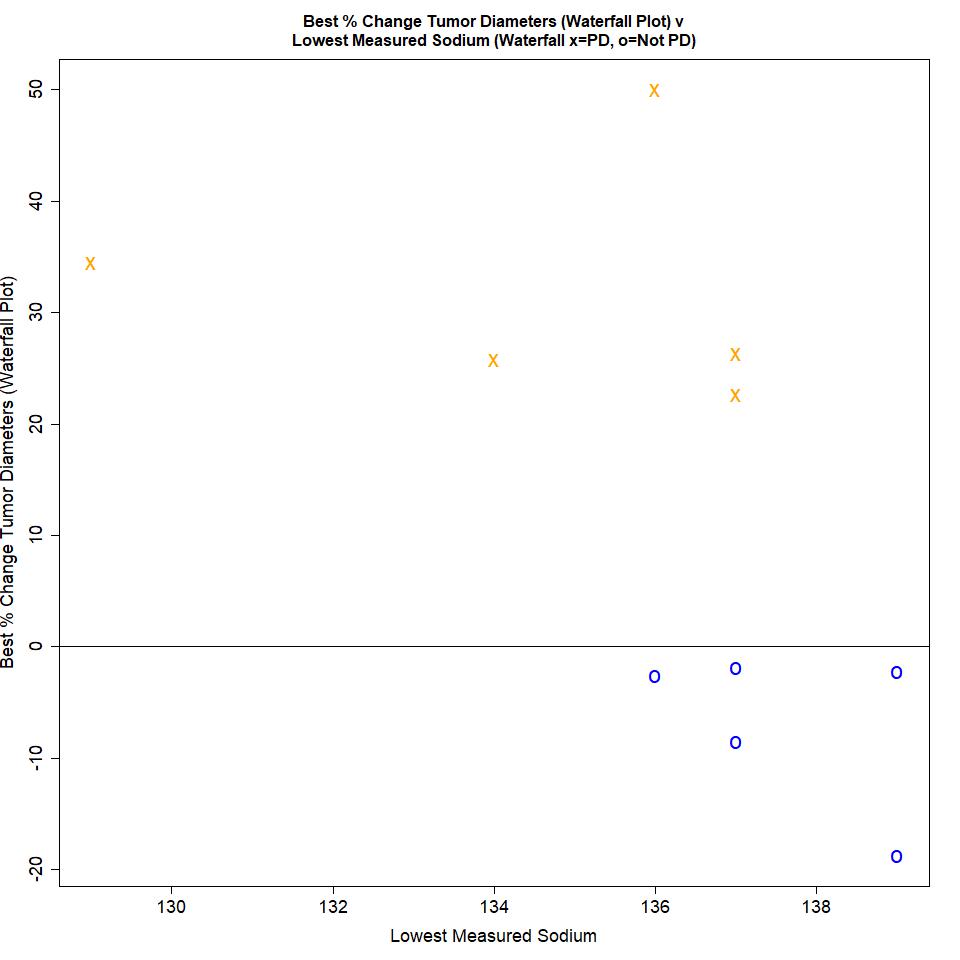 Best % Change Tumor Diameters (Waterfall Plot) v
Lowest Measured Sodium (Waterfall x=PD, o=Not PD)
Best % Change Tumor Diameters (Waterfall Plot)
50
40
30
20
10
0
-10
-20
X
X
X
X
X
O
O
O
O
O
130
132
134
136
138
Lowest Measured Sodium